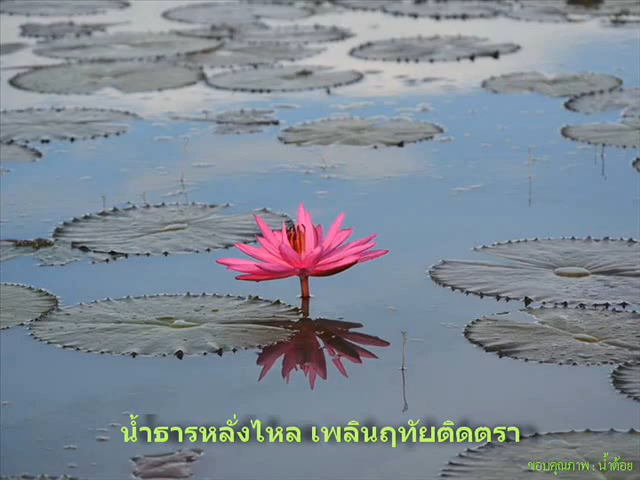 น้ำธารหลั่งไหล เพลินฤทัยติดตรา
ขอบคุณภาพ : น้ำต้อย